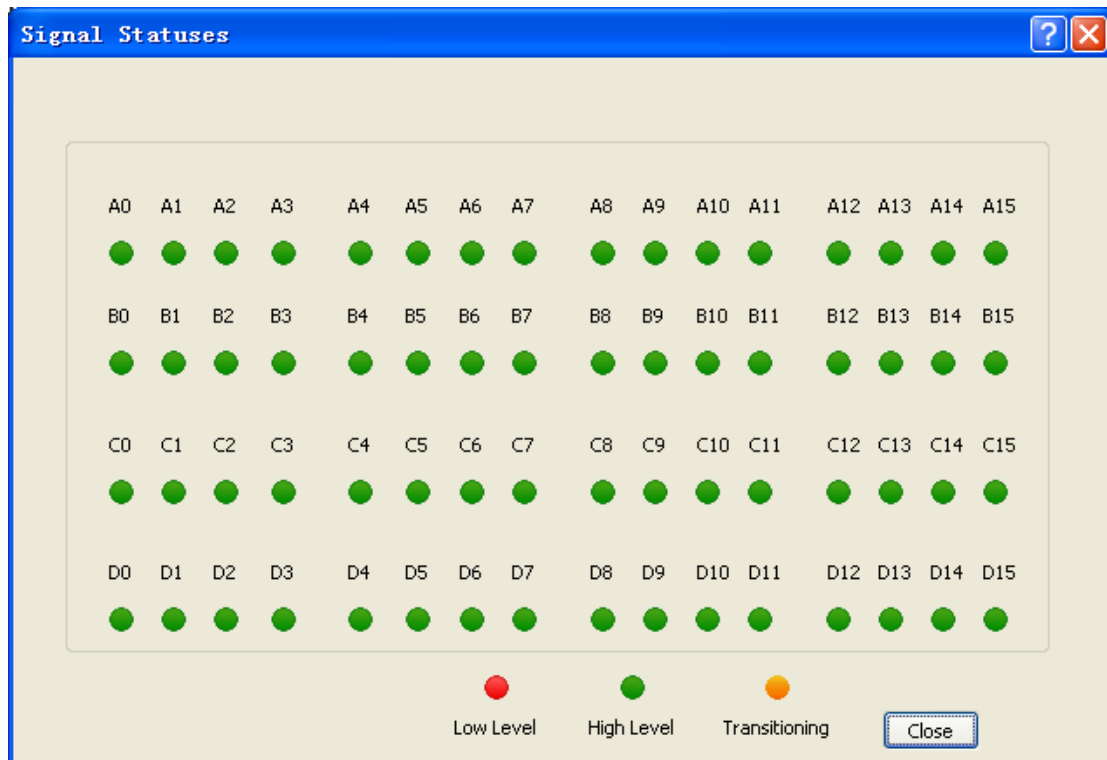 Signal Statuses
A0 A1 A2 A3 A4 A5 A6 A7 A8 A9 A10 A11 A12 A13 A14 A15
B0 B1 B2 B3 B4 B5 B6 B7 B8 B9 B10 B11 B12 B13 B14 B15
C0 C1 C2 C3 C4 C5 C6 C7 C8 C9 C10 C11 C12 C13 C14 C15
D0 D1 D2 D3 D4 D5 D6 D7 D8 D9 D10 D11 D12 D13 D14 D15
Low Level High Level Transitioning Close